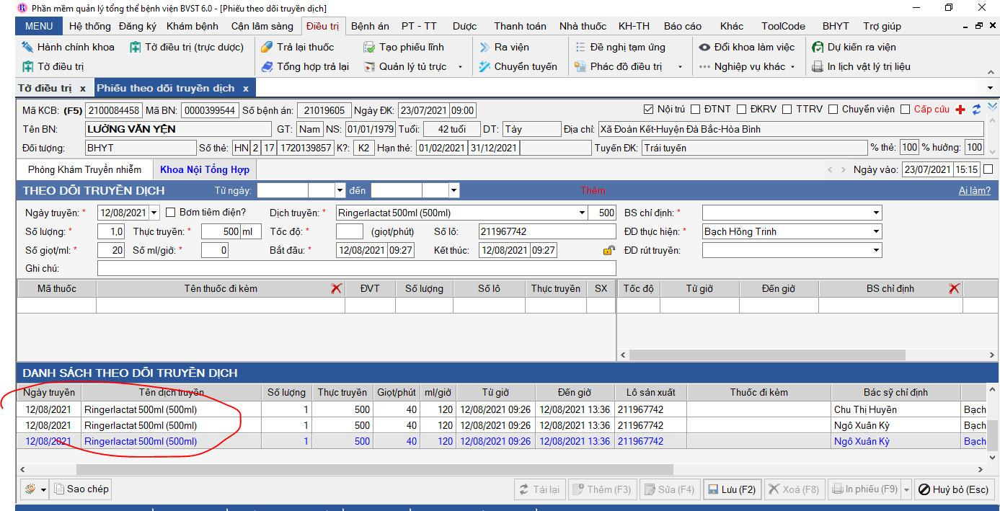 Phần mềm quản lý tổng thể bệnh viện BVST 6.0 - [Phiếu theo dõi truyền dịch]
MENU Hệ thống Đăng ký Khám bệnh Cận lâm sàng Điều trị Bệnh án PT - TT Dược Thanh toán Nhà thuốc KH-TH Báo cáo Khác ToolCode BHYT Trợ giúp
Hành chính khoa Tờ điều trị (trực dược) Trả lại thuốc Tạo phiếu lĩnh Ra viện Đề nghị tạm ứng Đổi khoa làm việc Dự kiến ra viện
Tờ điều trị Tổng hợp trả lại Quản lý tủ trực Chuyển tuyến Phác đồ điều trị Nghiệp vụ khác In lịch vật lý trị liệu
Tờ điều trị x Phiếu theo dõi truyền dịch x
Mã KCB: (F5) 2100084458 Mã BN: 0000399544 Số bệnh án: 21019605 Ngày ĐK: 23/07/2021 09:00 Nội trú ĐTNT ĐKRV TTRV Chuyển viện Cấp cứu
Tên BN: LƯỜNG VĂN YỆN GT: Nam NS: 01/01/1979 Tuổi: 42 tuổi DT: Tày Địa chỉ: Xã Đoàn Kết-Huyện Đà Bắc-Hòa Bình
Đối tượng: BHYT Số thẻ: HN 2 17 1720139857 K?: K2 Hạn thẻ: 01/02/2021 31/12/2021 Tuyến ĐK: Trái tuyến % thẻ: 100 % hưởng: 100
Phòng Khám Truyền nhiễm Khoa Nội Tổng Hợp Ngày vào: 23/07/2021 15:15
THEO DÕI TRUYỀN DỊCH Từ ngày: đến Thêm Ai làm?
Ngày truyền: * 12/08/2021 Bơm tiêm điện? Dịch truyền: * Ringerlactat 500ml (500ml) 500 BS chỉ định: *
Số lượng: * 1,0 Thực truyền: * 500 ml Tốc độ: * (giọt/phút) Số lô: 211967742 ĐD thực hiện: * Bạch Hồng Trinh
Số giọt/ml: * 20 Số ml/giờ: * 0 Bắt đầu: * 12/08/2021 09:27 Kết thúc: 12/08/2021 09:27 ĐD rút truyền:
Ghi chú:
Mã thuốc Tên thuốc đi kèm ĐVT Số lượng Số lô Thực truyền SX Tốc độ Từ giờ Đến giờ BS chỉ định
DANH SÁCH THEO DÕI TRUYỀN DỊCH
Ngày truyền Tên dịch truyền Số lượng Thực truyền Giọt/phút ml/giờ Từ giờ Đến giờ Lô sản xuất Thuốc đi kèm Bác sỹ chỉ định
12/08/2021 Ringerlactat 500ml (500ml) 1 500 40 120 12/08/2021 09:26 12/08/2021 13:36 211967742 Chu Thị Huyền Bạch
12/08/2021 Ringerlactat 500ml (500ml) 1 500 40 120 12/08/2021 09:26 12/08/2021 13:36 211967742 Ngô Xuân Kỳ Bạch
12/08/2021 Ringerlactat 500ml (500ml) 1 500 40 120 12/08/2021 09:26 12/08/2021 13:36 211967742 Ngô Xuân Kỳ Bạch
Sao chép Tải lại Thêm (F3) Sửa (F4) Lưu (F2) Xoá (F8) In phiếu (F9) Huỷ bỏ (Esc)